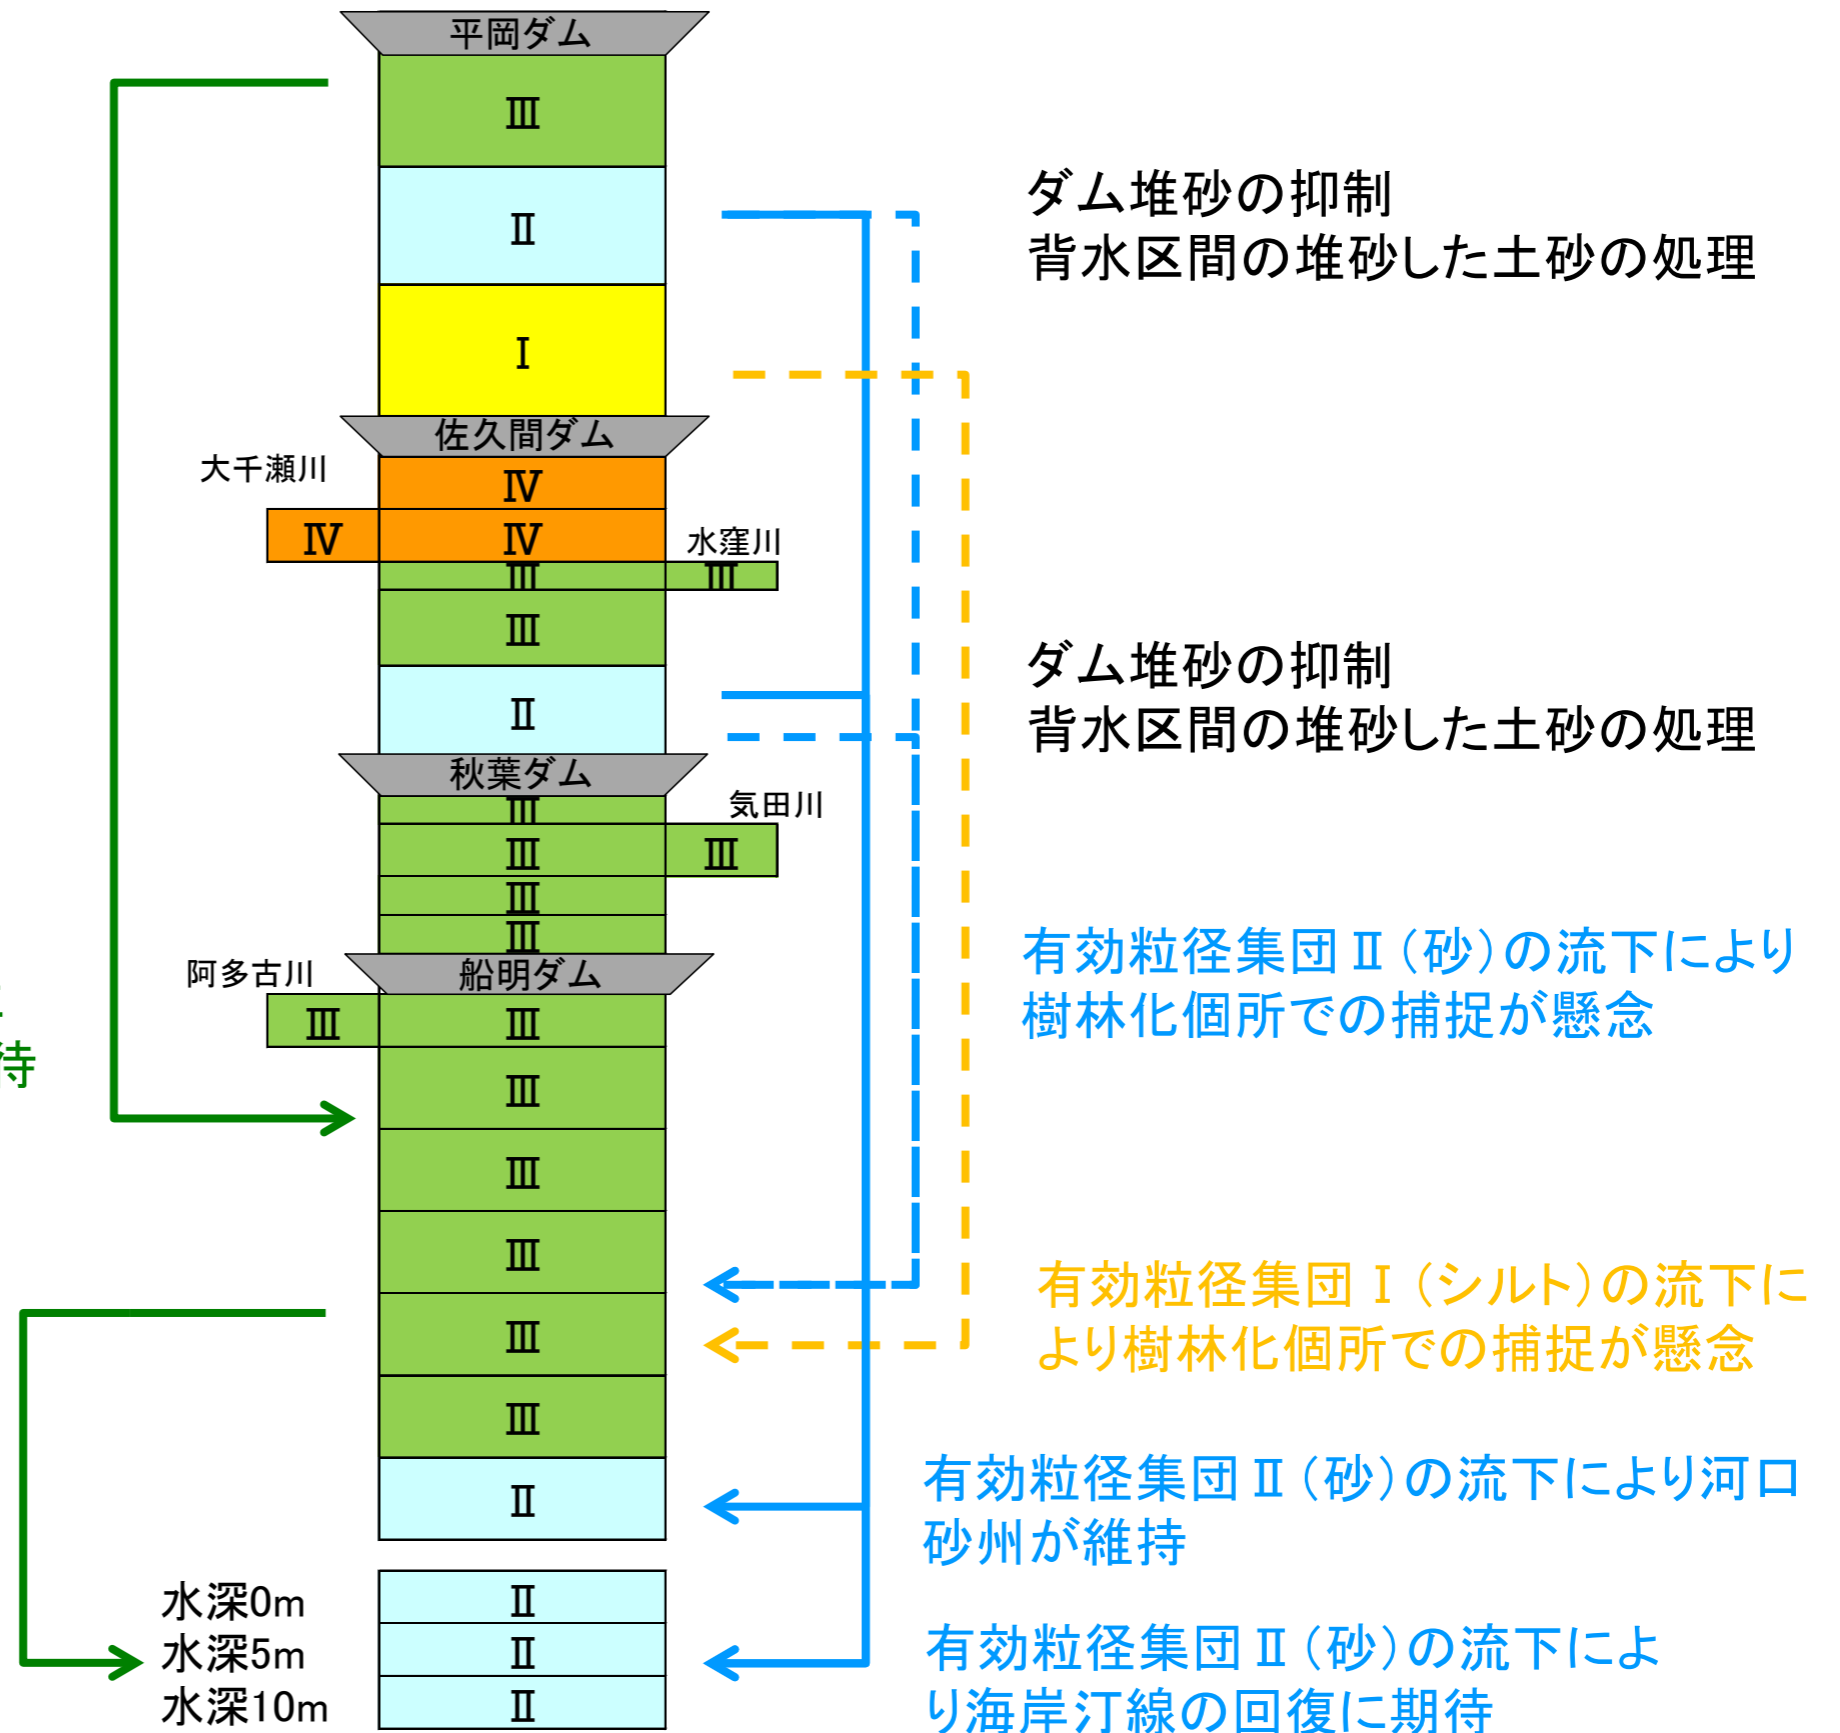 平岡ダム
Ⅲ
Ⅱ
ダム堆砂の抑制
背水区間の堆砂した土砂の処理
Ⅰ
佐久間ダム
大千瀬川
Ⅳ
Ⅳ
Ⅳ
水窪川
Ⅲ
Ⅲ
Ⅲ
ダム堆砂の抑制
背水区間の堆砂した土砂の処理
Ⅱ
秋葉ダム
Ⅲ
気田川
Ⅲ
Ⅲ
Ⅲ
Ⅲ
有効粒径集団Ⅱ(砂)の流下により
樹林化個所での捕捉が懸念
阿多古川
船明ダム
Ⅲ
Ⅲ
待
Ⅲ
Ⅲ
Ⅲ
有効粒径集団Ⅰ(シルト)の流下に
より樹林化個所での捕捉が懸念
Ⅲ
Ⅲ
Ⅱ
有効粒径集団Ⅱ(砂)の流下により河口
砂州が維持
水深0m
Ⅱ
水深5m
Ⅱ
水深10m
Ⅱ
有効粒径集団Ⅱ(砂)の流下によ
り海岸汀線の回復に期待